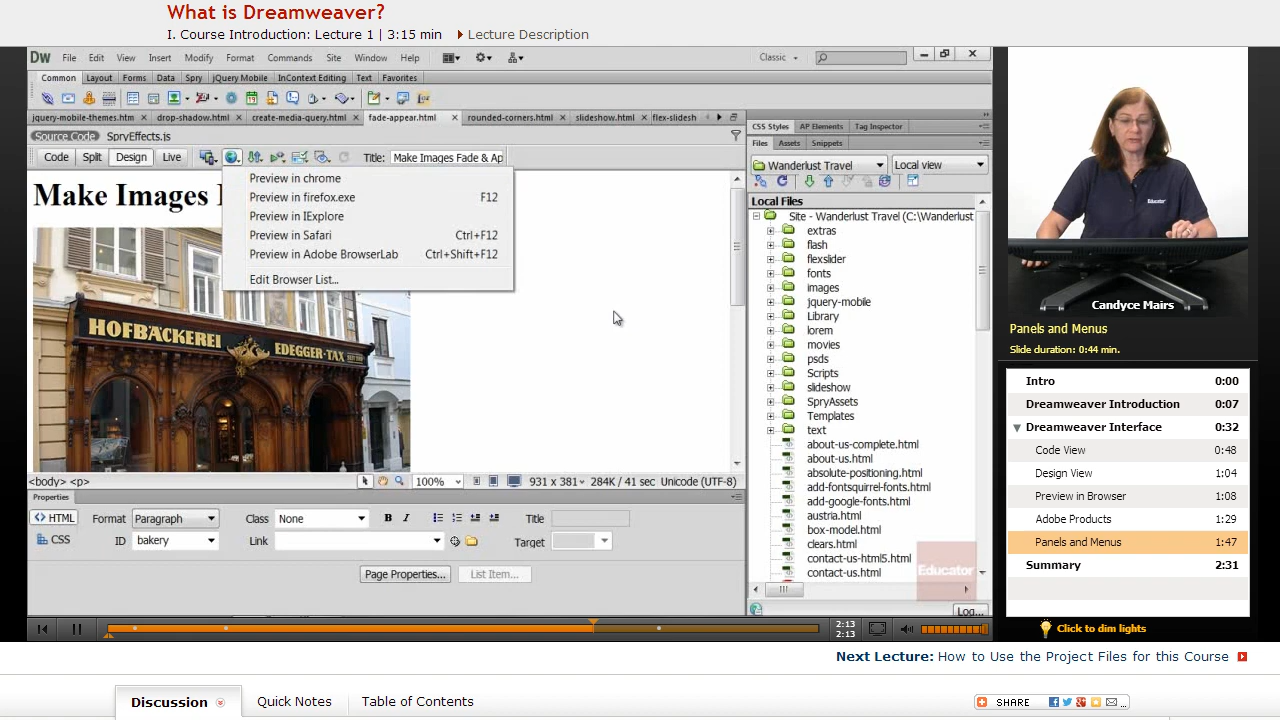 What is Dreamweaver?
I. Course Introduction: Lecture 1 | 3:15 min Lecture Description
DW File Edit View Insert Modify Format Commands Site Window Help Classic
Common Layout Forms Data Spry jQuery Mobile InContext Editing Text Favorites
jquery-mobile-themes.htm drop-shadow.html create-media-query.html fade-appear.html rounded-corners.html slideshow.html flex-slidesh
Source Code SpryEffects.js
Code Split Design Live Title: Make Images Fade & Ap
Preview in chrome
Preview in firefox.exe F12
Preview in IExplore
Preview in Safari Ctrl+F12
Preview in Adobe BrowserLab Ctrl+Shift+F12
Edit Browser List...
Make Images
HOFBÄCKEREI EDEGGER-TAX
<body> <p> 100% 931 x 381 284K / 41 sec Unicode (UTF-8)
Properties
<> HTML Format Paragraph Class None B I Title
CSS ID bakery Link Target
Page Properties... List Item...
CSS Styles AP Elements Tag Inspector
Files Assets Snippets
Wanderlust Travel Local view
Local Files
Site - Wanderlust Travel (C:\Wanderlust
extras
flash
flexslider
fonts
images
jquery-mobile
Library
lorem
movies
psds
Scripts
slideshow
SpryAssets
Templates
text
about-us-complete.html
about-us.html
absolute-positioning.html
add-fontsquirrel-fonts.html
add-google-fonts.html
austria.html
box-model.html
clears.html
contact-us-html5.html
contact-us.html
Educator
Log...
Educator
Candyce Mairs
Panels and Menus
Slide duration: 0:44 min.
Intro 0:00
Dreamweaver Introduction 0:07
Dreamweaver Interface 0:32
Code View 0:48
Design View 1:04
Preview in Browser 1:08
Adobe Products 1:29
Panels and Menus 1:47
Summary 2:31
2:13
2:13
Click to dim lights
Next Lecture: How to Use the Project Files for this Course
Discussion Quick Notes Table of Contents
SHARE